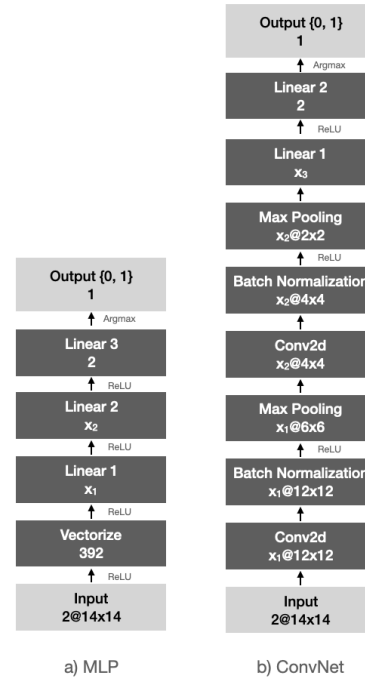 Output {0, 1}
1
Argmax
Linear 3
2
ReLU
Linear 2
x₂
ReLU
Linear 1
x₁
ReLU
Vectorize
392
ReLU
Input
2@14x14
a) MLP
Output {0, 1}
1
Argmax
Linear 2
2
ReLU
Linear 1
x₃
Max Pooling
x₂@2x2
ReLU
Batch Normalization
x₂@4x4
Conv2d
x₂@4x4
Max Pooling
x₁@6x6
ReLU
Batch Normalization
x₁@12x12
Conv2d
x₁@12x12
Input
2@14x14
b) ConvNet